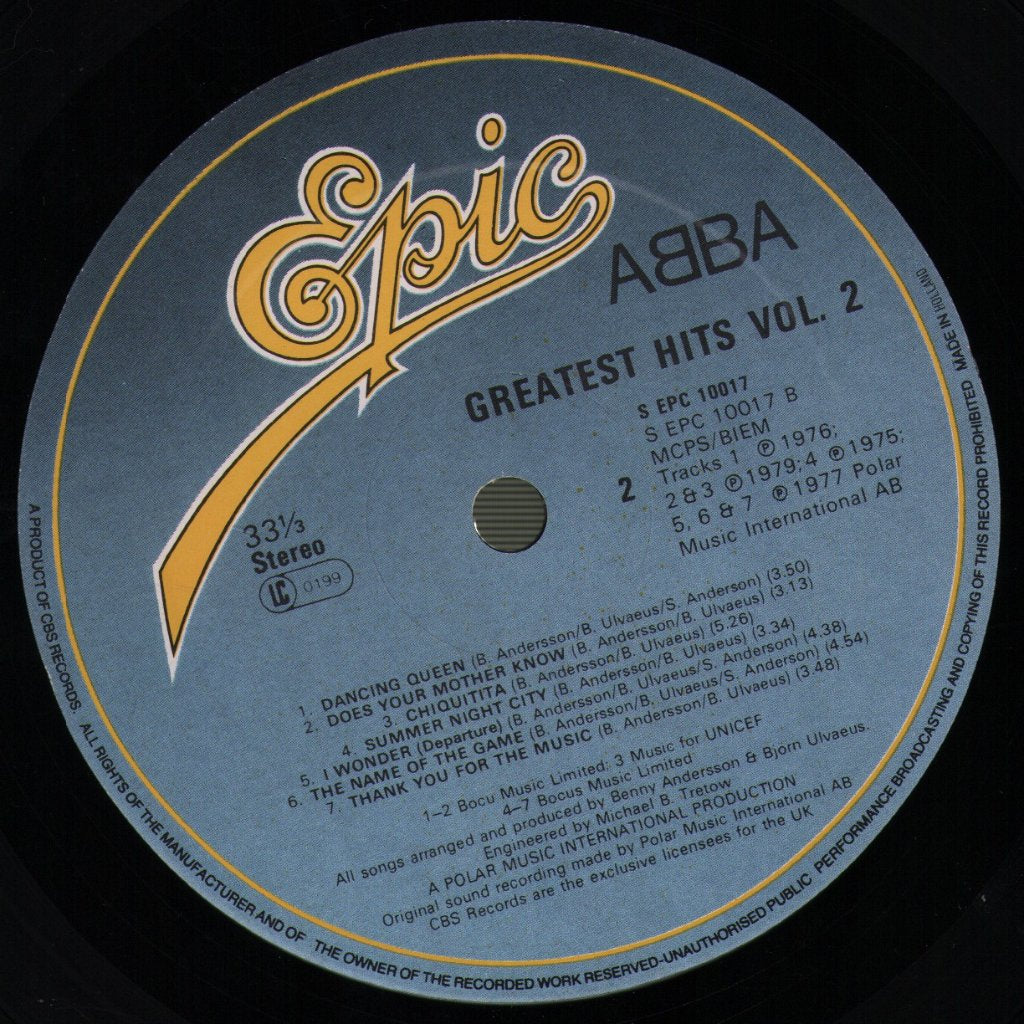 Epic
ABBA
GREATEST HITS VOL. 2
S EPC 10017
S EPC 10017 B
MCPS/BIEM
2
Tracks 1 ℗ 1976;
2 & 3 ℗ 1979; 4 ℗ 1975;
5, 6 & 7 ℗ 1977 Polar
Music International AB
33⅓
Stereo
LC 0199
1. DANCING QUEEN (B. Andersson/B. Ulvaeus/S. Anderson) (3.50)
2. DOES YOUR MOTHER KNOW (B. Andersson/B. Ulvaeus) (3.13)
3. CHIQUITITA (B. Andersson/B. Ulvaeus) (5.26)
4. SUMMER NIGHT CITY (B. Andersson/B. Ulvaeus) (3.34)
5. I WONDER (Departure) (B. Andersson/B. Ulvaeus/S. Anderson) (4.38)
6. THE NAME OF THE GAME (B. Andersson/B, Ulvaeus/S. Anderson) (4.54)
7. THANK YOU FOR THE MUSIC (B. Andersson/B. Ulvaeus) (3.48)
1–2 Bocu Music Limited: 3 Music for UNICEF
4–7 Bocus Music Limited
All songs arranged and produced by Benny Andersson & Bjorn Ulvaeus.
Engineered by Michael B. Tretow
A POLAR MUSIC INTERNATIONAL PRODUCTION
Original sound recording made by Polar Music International AB
CBS Records are the exclusive licensees for the UK
A PRODUCT OF CBS RECORDS. ALL RIGHTS OF THE MANUFACTURER AND OF THE OWNER OF THE RECORDED WORK RESERVED-UNAUTHORISED PUBLIC PERFORMANCE BROADCASTING AND COPYING OF THIS RECORD PROHIBITED MADE IN HOLLAND